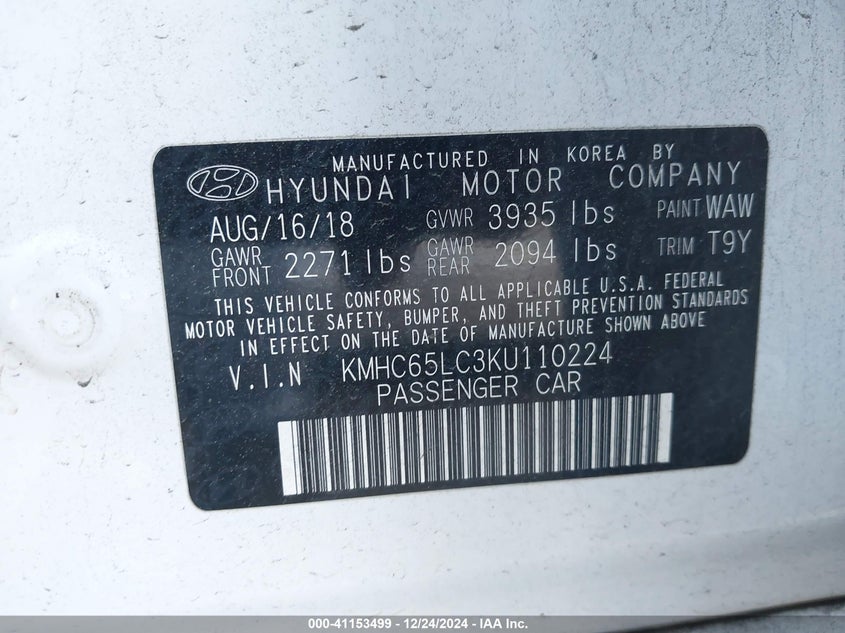 MANUFACTURED IN KOREA BY
HYUNDAI MOTOR COMPANY
AUG/16/18 GVWR 3935 lbs PAINT WAW
GAWR FRONT 2271 lbs GAWR REAR 2094 lbs TRIM T9Y
THIS VEHICLE CONFORMS TO ALL APPLICABLE U.S.A. FEDERAL
MOTOR VEHICLE SAFETY, BUMPER, AND THEFT PREVENTION STANDARDS
IN EFFECT ON THE DATE OF MANUFACTURE SHOWN ABOVE
V.I.N KMHC65LC3KU110224
PASSENGER CAR
000-41153499 - 12/24/2024 - IAA Inc.